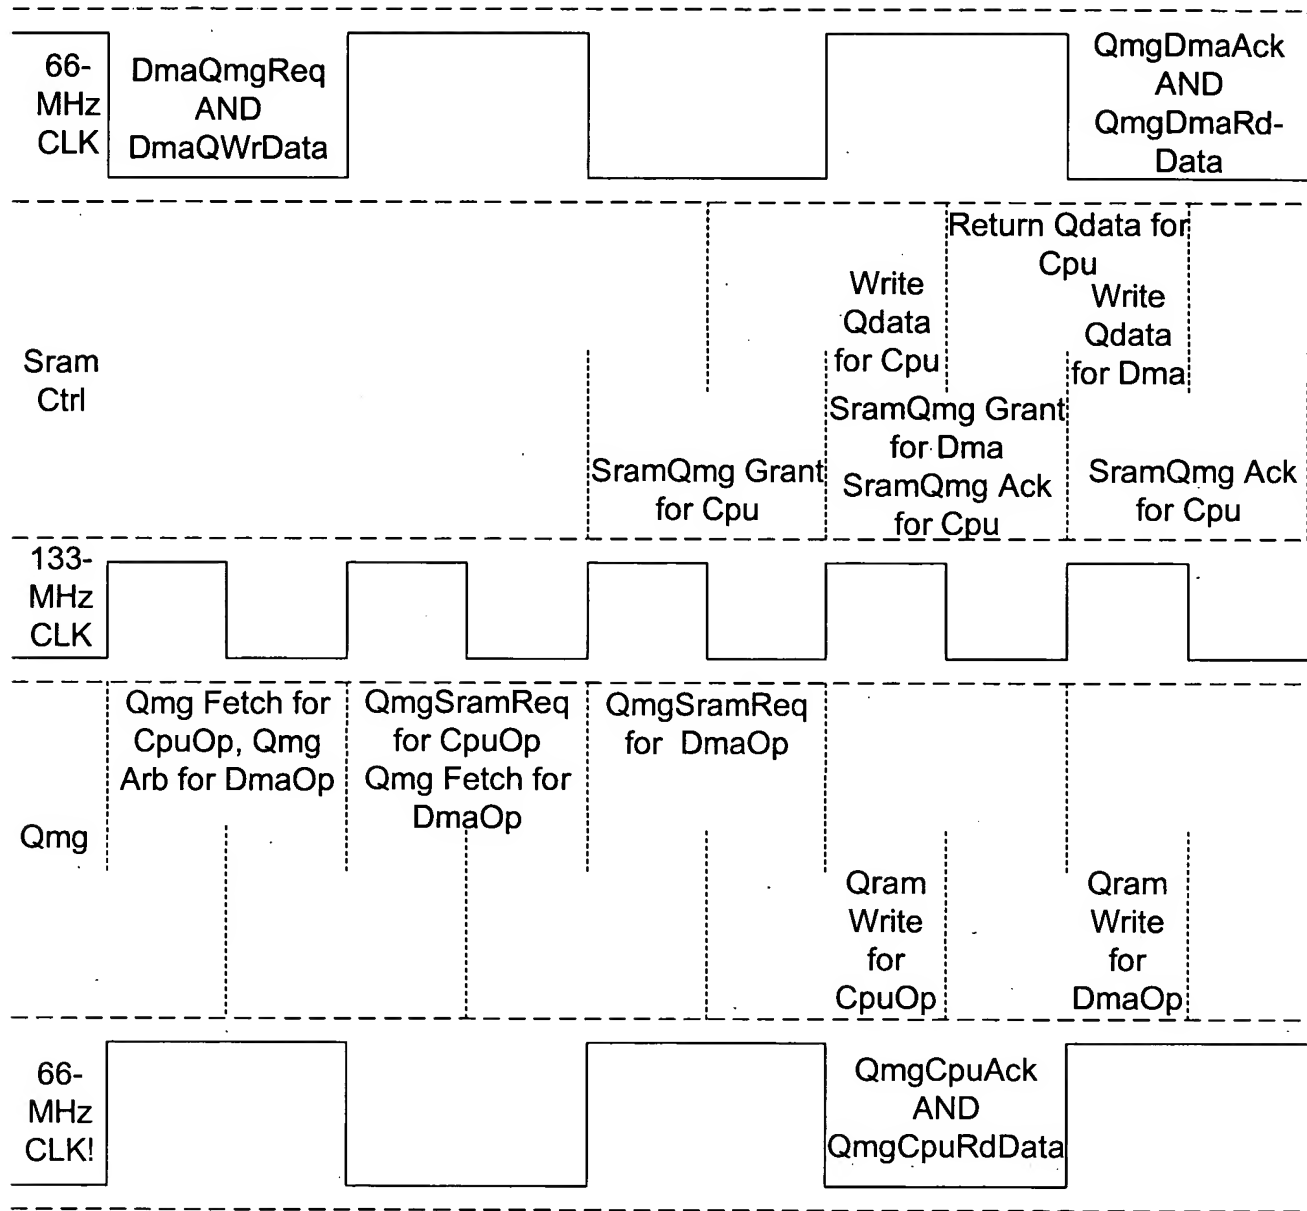 66-
MHz
CLK
DmaQmgReq
AND
DmaQWrData
QmgDmaAck
AND
QmgDmaRd-
Data
Sram
Ctrl
SramQmg Grant
for Cpu
Write
Qdata
for Cpu
SramQmg Grant
for Dma
SramQmg Ack
for Cpu
Return Qdata for
Cpu
Write
Qdata
for Dma
SramQmg Ack
for Cpu
133-
MHz
CLK
Qmg
Qmg Fetch for
CpuOp, Qmg
Arb for DmaOp
QmgSramReq
for CpuOp
Qmg Fetch for
DmaOp
QmgSramReq
for DmaOp
Qram
Write
for
CpuOp
Qram
Write
for
DmaOp
66-
MHz
CLK!
QmgCpuAck
AND
QmgCpuRdData